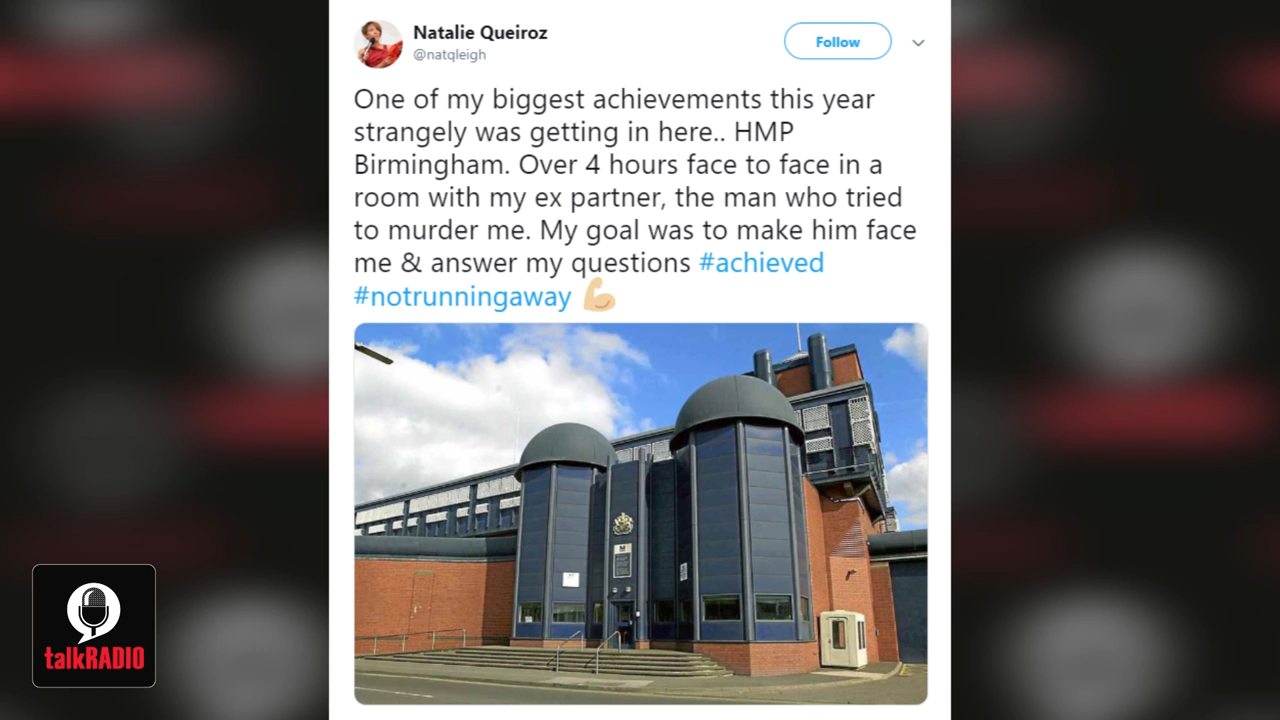 Natalie Queiroz
@natqleigh
Follow
One of my biggest achievements this year
strangely was getting in here.. HMP
Birmingham. Over 4 hours face to face in a
room with my ex partner, the man who tried
to murder me. My goal was to make him face
me & answer my questions #achieved
#notrunningaway 💪🏼
talkRADIO